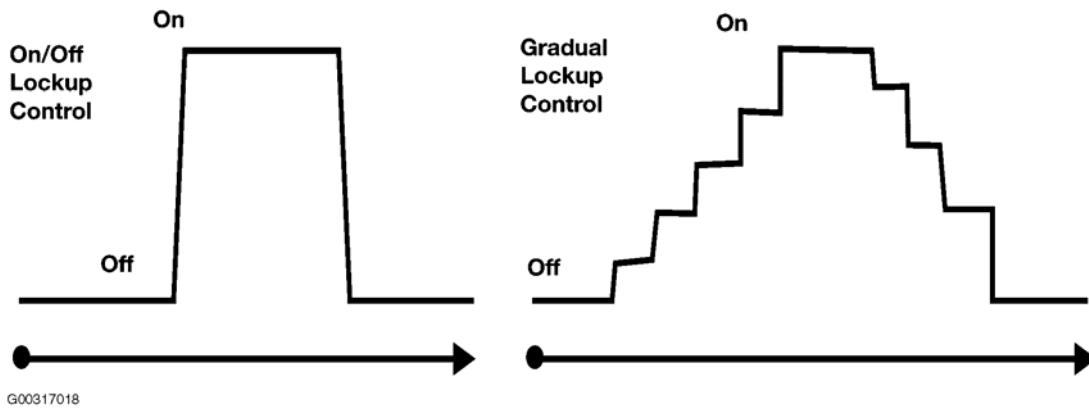 On
On/Off
Lockup
Control
Off
On
Gradual
Lockup
Control
Off
G00317018